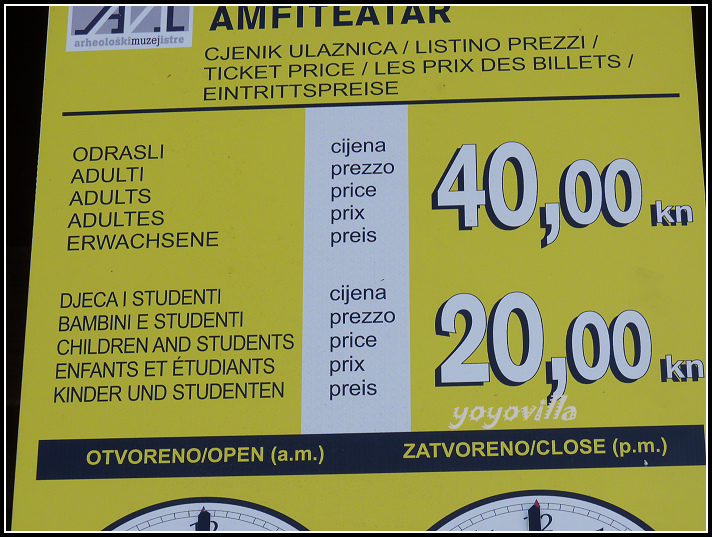 AMFITEATAR
arheološkimuzejistre
CJENIK ULAZNICA / LISTINO PREZZI /
TICKET PRICE / LES PRIX DES BILLETS /
EINTRITTSPREISE
ODRASLI cijena
ADULTI prezzo
ADULTS price
ADULTES prix
ERWACHSENE preis
40,00 kn
DJECA I STUDENTI cijena
BAMBINI E STUDENTI prezzo
CHILDREN AND STUDENTS price
ENFANTS ET ÉTUDIANTS prix
KINDER UND STUDENTEN preis
20,00 kn
yoyovilla
OTVORENO/OPEN (a.m.) ZATVORENO/CLOSE (p.m.)